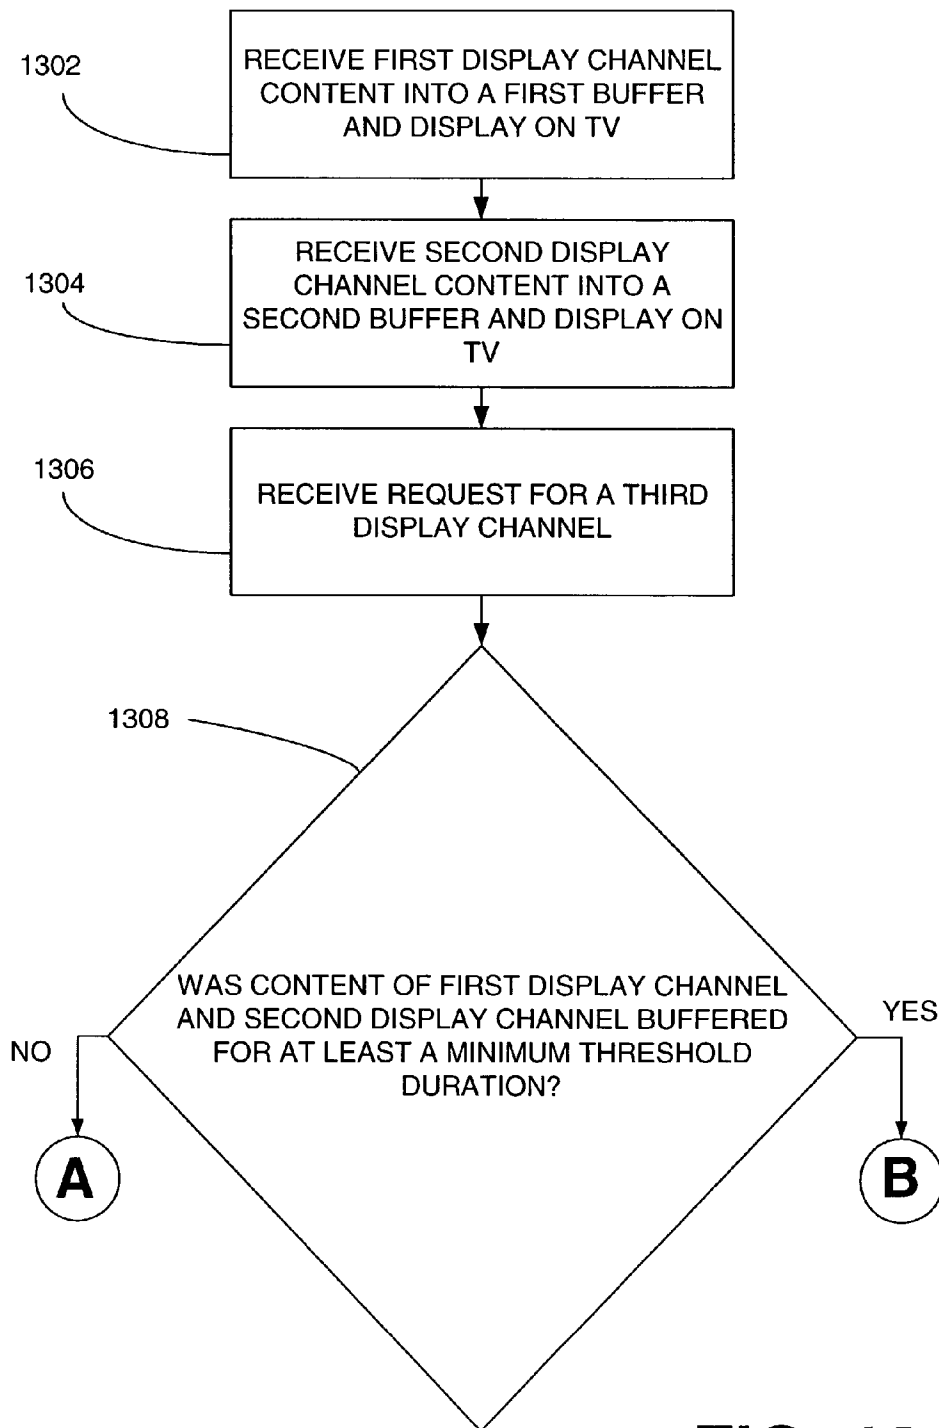 1302
RECEIVE FIRST DISPLAY CHANNEL
CONTENT INTO A FIRST BUFFER
AND DISPLAY ON TV
1304
RECEIVE SECOND DISPLAY
CHANNEL CONTENT INTO A
SECOND BUFFER AND DISPLAY ON
TV
1306
RECEIVE REQUEST FOR A THIRD
DISPLAY CHANNEL
1308
WAS CONTENT OF FIRST DISPLAY CHANNEL
AND SECOND DISPLAY CHANNEL BUFFERED
FOR AT LEAST A MINIMUM THRESHOLD
DURATION?
NO
YES
A
B